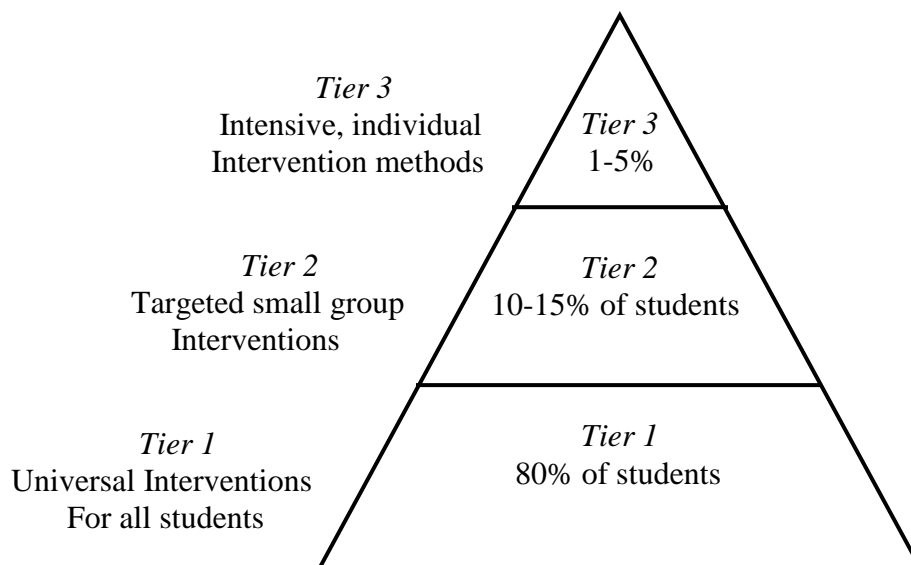 Tier 3
Intensive, individual
Intervention methods
Tier 3
1-5%
Tier 2
Targeted small group
Interventions
Tier 2
10-15% of students
Tier 1
Universal Interventions
For all students
Tier 1
80% of students